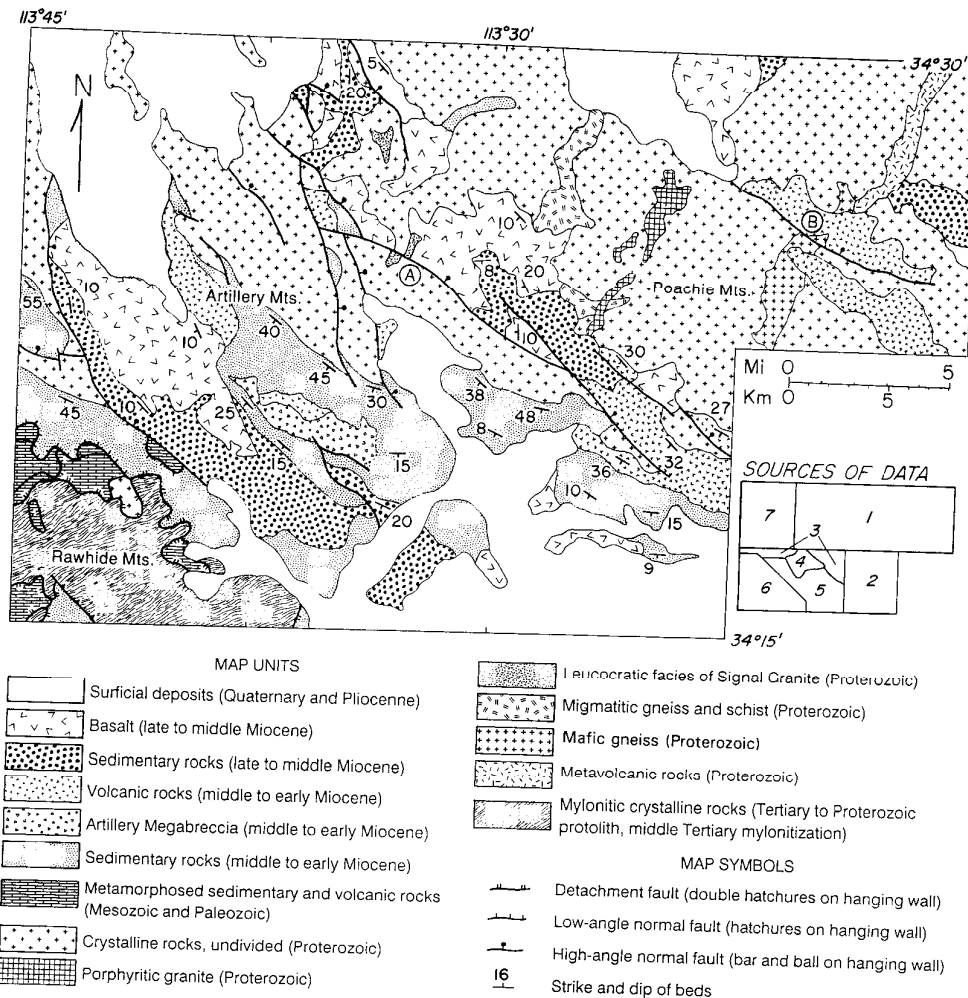 113°45'
113°30'
34°30'
N
5
20
10
B
8
20
A
10
Artillery Mts.
Poachie Mts.
55
10
40
10
30
Mi 0 5
Km 0 5
45
38
27
45
10
25
30
48
8
15
15
36
32
SOURCES OF DATA
10
15
7
1
3
20
4
Rawhide Mts.
9
6
5
2
34°15'
MAP UNITS
Surficial deposits (Quaternary and Pliocenne)
Basalt (late to middle Miocene)
Sedimentary rocks (late to middle Miocene)
Volcanic rocks (middle to early Miocene)
Artillery Megabreccia (middle to early Miocene)
Sedimentary rocks (middle to early Miocene)
Metamorphosed sedimentary and volcanic rocks
(Mesozoic and Paleozoic)
Crystalline rocks, undivided (Proterozoic)
Porphyritic granite (Proterozoic)
Leucocratic facies of Signal Granite (Proterozoic)
Migmatitic gneiss and schist (Proterozoic)
Mafic gneiss (Proterozoic)
Metavolcanic rocks (Proterozoic)
Mylonitic crystalline rocks (Tertiary to Proterozoic
protolith, middle Tertiary mylonitization)
MAP SYMBOLS
Detachment fault (double hatchures on hanging wall)
Low-angle normal fault (hatchures on hanging wall)
High-angle normal fault (bar and ball on hanging wall)
16
Strike and dip of beds